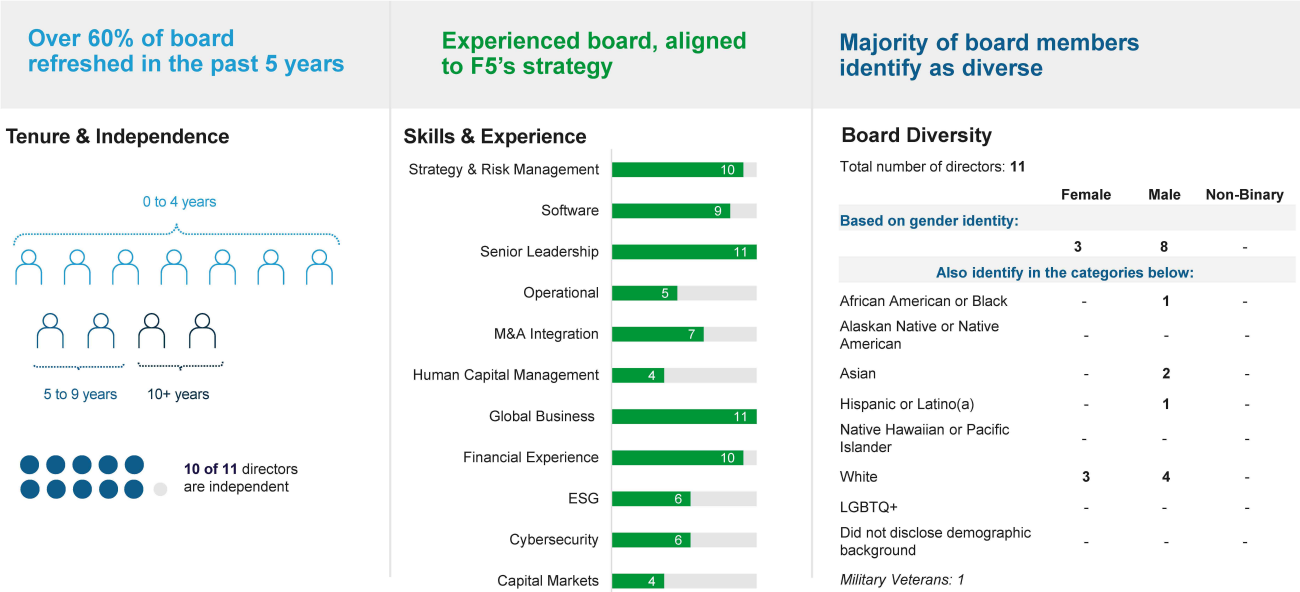 Over 60% of board
refreshed in the past 5 years
Tenure & Independence
0 to 4 years
5 to 9 years
10+ years
10 of 11 directors
are independent
Experienced board, aligned
to F5's strategy
Skills & Experience
Strategy & Risk Management 10
Software 9
Senior Leadership 11
Operational 5
M&A Integration 7
Human Capital Management 4
Global Business 11
Financial Experience 10
ESG 6
Cybersecurity 6
Capital Markets 4
Majority of board members
identify as diverse
Board Diversity
Total number of directors: 11
Female Male Non-Binary
Based on gender identity:
3 8 -
Also identify in the categories below:
African American or Black - 1 -
Alaskan Native or Native
American - - -
Asian - 2 -
Hispanic or Latino(a) - 1 -
Native Hawaiian or Pacific
Islander - - -
White 3 4 -
LGBTQ+ - - -
Did not disclose demographic
background - - -
Military Veterans: 1